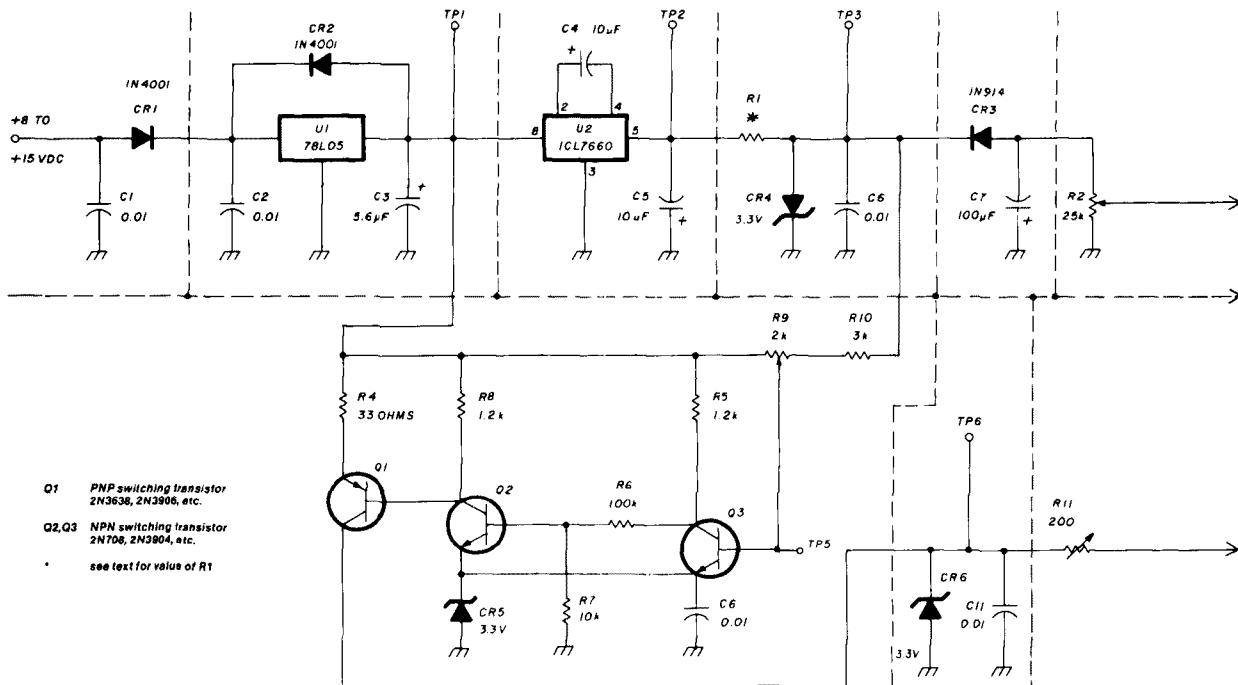 TP1
TP2
TP3
CR2
1N4001
C4 10µF
+
1N4001
CR1
2
4
R1
*
1N914
CR3
+8 TO
+15 VDC
U1
78L05
8
U2
ICL7660
5
3
C1
0.01
C2
0.01
C3
5.6µF
+
C5
10µF
+
CR4
3.3V
C6
0.01
C7
100µF
+
R2
25k
R9
2k
R10
3k
R4
33 OHMS
R8
1.2k
R5
1.2k
TP6
Q1
Q2
R6
100k
Q3
R11
200
TP5
Q1 PNP switching transistor
2N3638, 2N3906, etc.
Q2,Q3 NPN switching transistor
2N708, 2N3904, etc.
* see text for value of R1
CR5
3.3V
R7
10k
C6
0.01
CR6
3.3V
C11
0.01